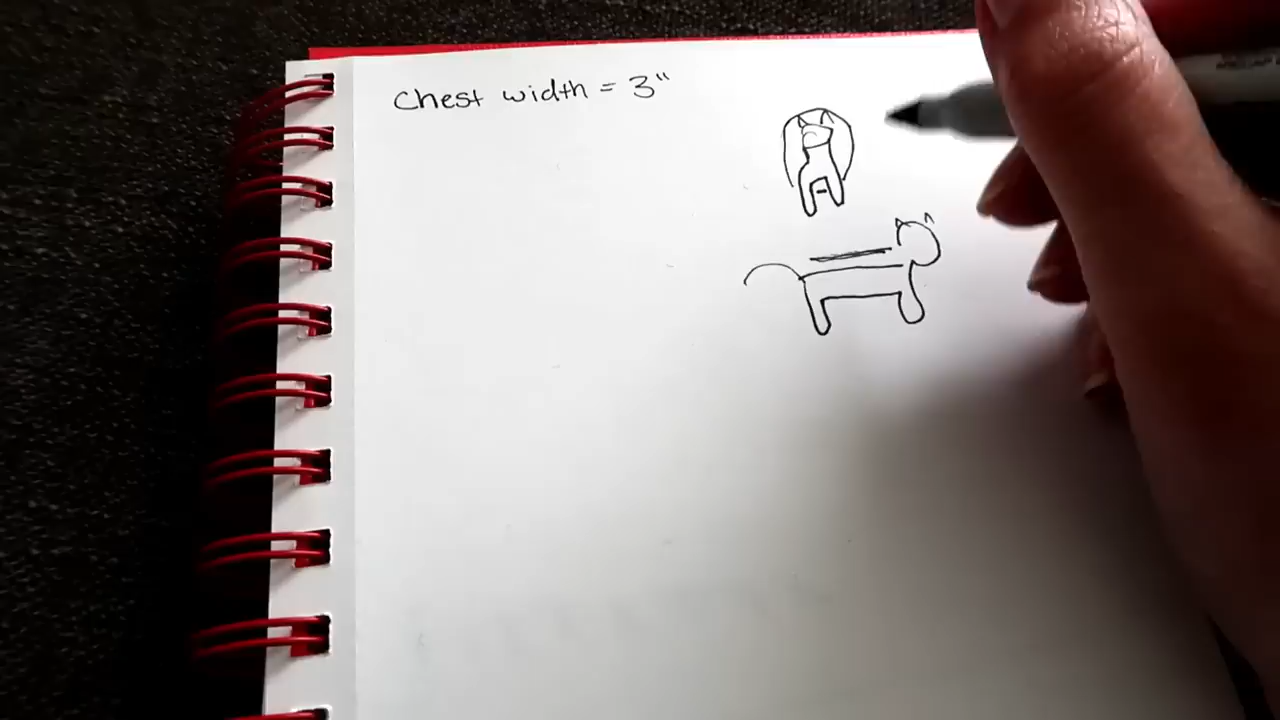 Chest width = 3"